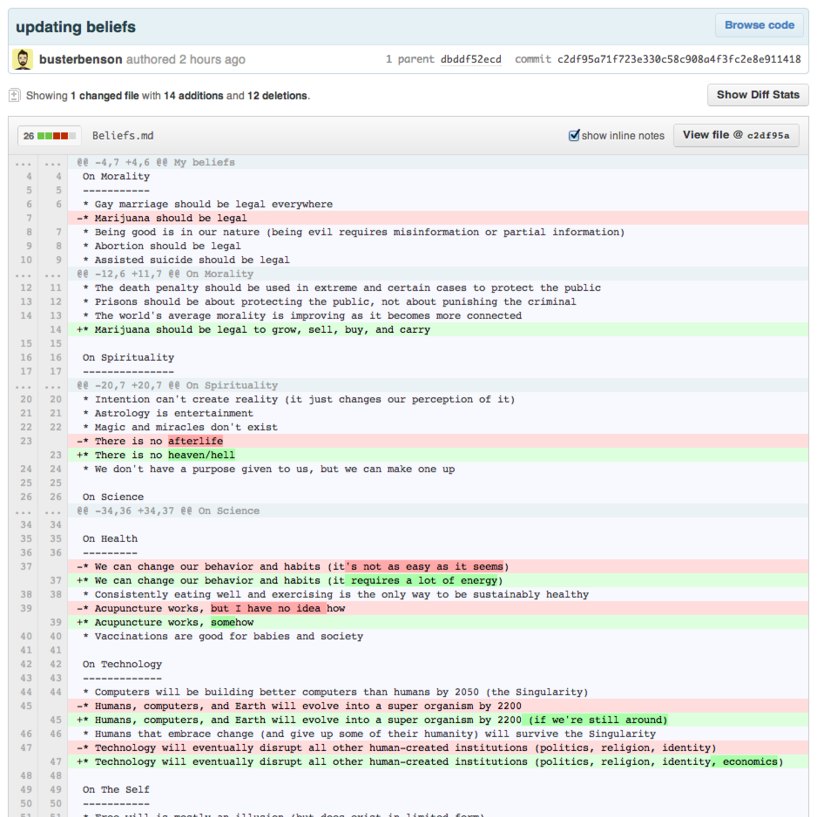 updating beliefs
Browse code
busterbenson authored 2 hours ago
1 parent dbddf52ecd commit c2df95a71f723e330c58c908a4f3fc2e8e911418
Showing 1 changed file with 14 additions and 12 deletions.
Show Diff Stats
26 Beliefs.md
show inline notes
View file @ c2df95a
... ... @@ -4,7 +4,6 @@ My beliefs
4 4 On Morality
5 5 -----------
6 6 * Gay marriage should be legal everywhere
7 -* Marijuana should be legal
8 7 * Being good is in our nature (being evil requires misinformation or partial information)
9 8 * Abortion should be legal
10 9 * Assisted suicide should be legal
... ... @@ -12,6 +11,7 @@ On Morality
12 11 * The death penalty should be used in extreme and certain cases to protect the public
13 12 * Prisons should be about protecting the public, not about punishing the criminal
14 13 * The world's average morality is improving as it becomes more connected
14 +* Marijuana should be legal to grow, sell, buy, and carry
15 15
16 16 On Spirituality
17 17 ---------------
... ... @@ -20,7 +20,7 @@ On Spirituality
20 20 * Intention can't create reality (it just changes our perception of it)
21 21 * Astrology is entertainment
22 22 * Magic and miracles don't exist
23 -* There is no afterlife
23 +* There is no heaven/hell
24 24 * We don't have a purpose given to us, but we can make one up
25 25
26 26 On Science
... ... @@ -34,36 +34,37 @@ On Science
34 34
35 35 On Health
36 36 ---------
37 -* We can change our behavior and habits (it's not as easy as it seems)
37 +* We can change our behavior and habits (it requires a lot of energy)
38 38 * Consistently eating well and exercising is the only way to be sustainably healthy
39 -* Acupuncture works, but I have no idea how
39 +* Acupuncture works, somehow
40 40 * Vaccinations are good for babies and society
41 41
42 42 On Technology
43 43 -------------
44 44 * Computers will be building better computers than humans by 2050 (the Singularity)
45 -* Humans, computers, and Earth will evolve into a super organism by 2200
45 +* Humans, computers, and Earth will evolve into a super organism by 2200 (if we're still around)
46 46 * Humans that embrace change (and give up some of their humanity) will survive the Singularity
47 -* Technology will eventually disrupt all other human-created institutions (politics, religion, identity)
47 +* Technology will eventually disrupt all other human-created institutions (politics, religion, identity, economics)
48 48
49 49 On The Self
50 50 -----------
51 51 * Free will is mostly an illusion (but does exist in limited form)